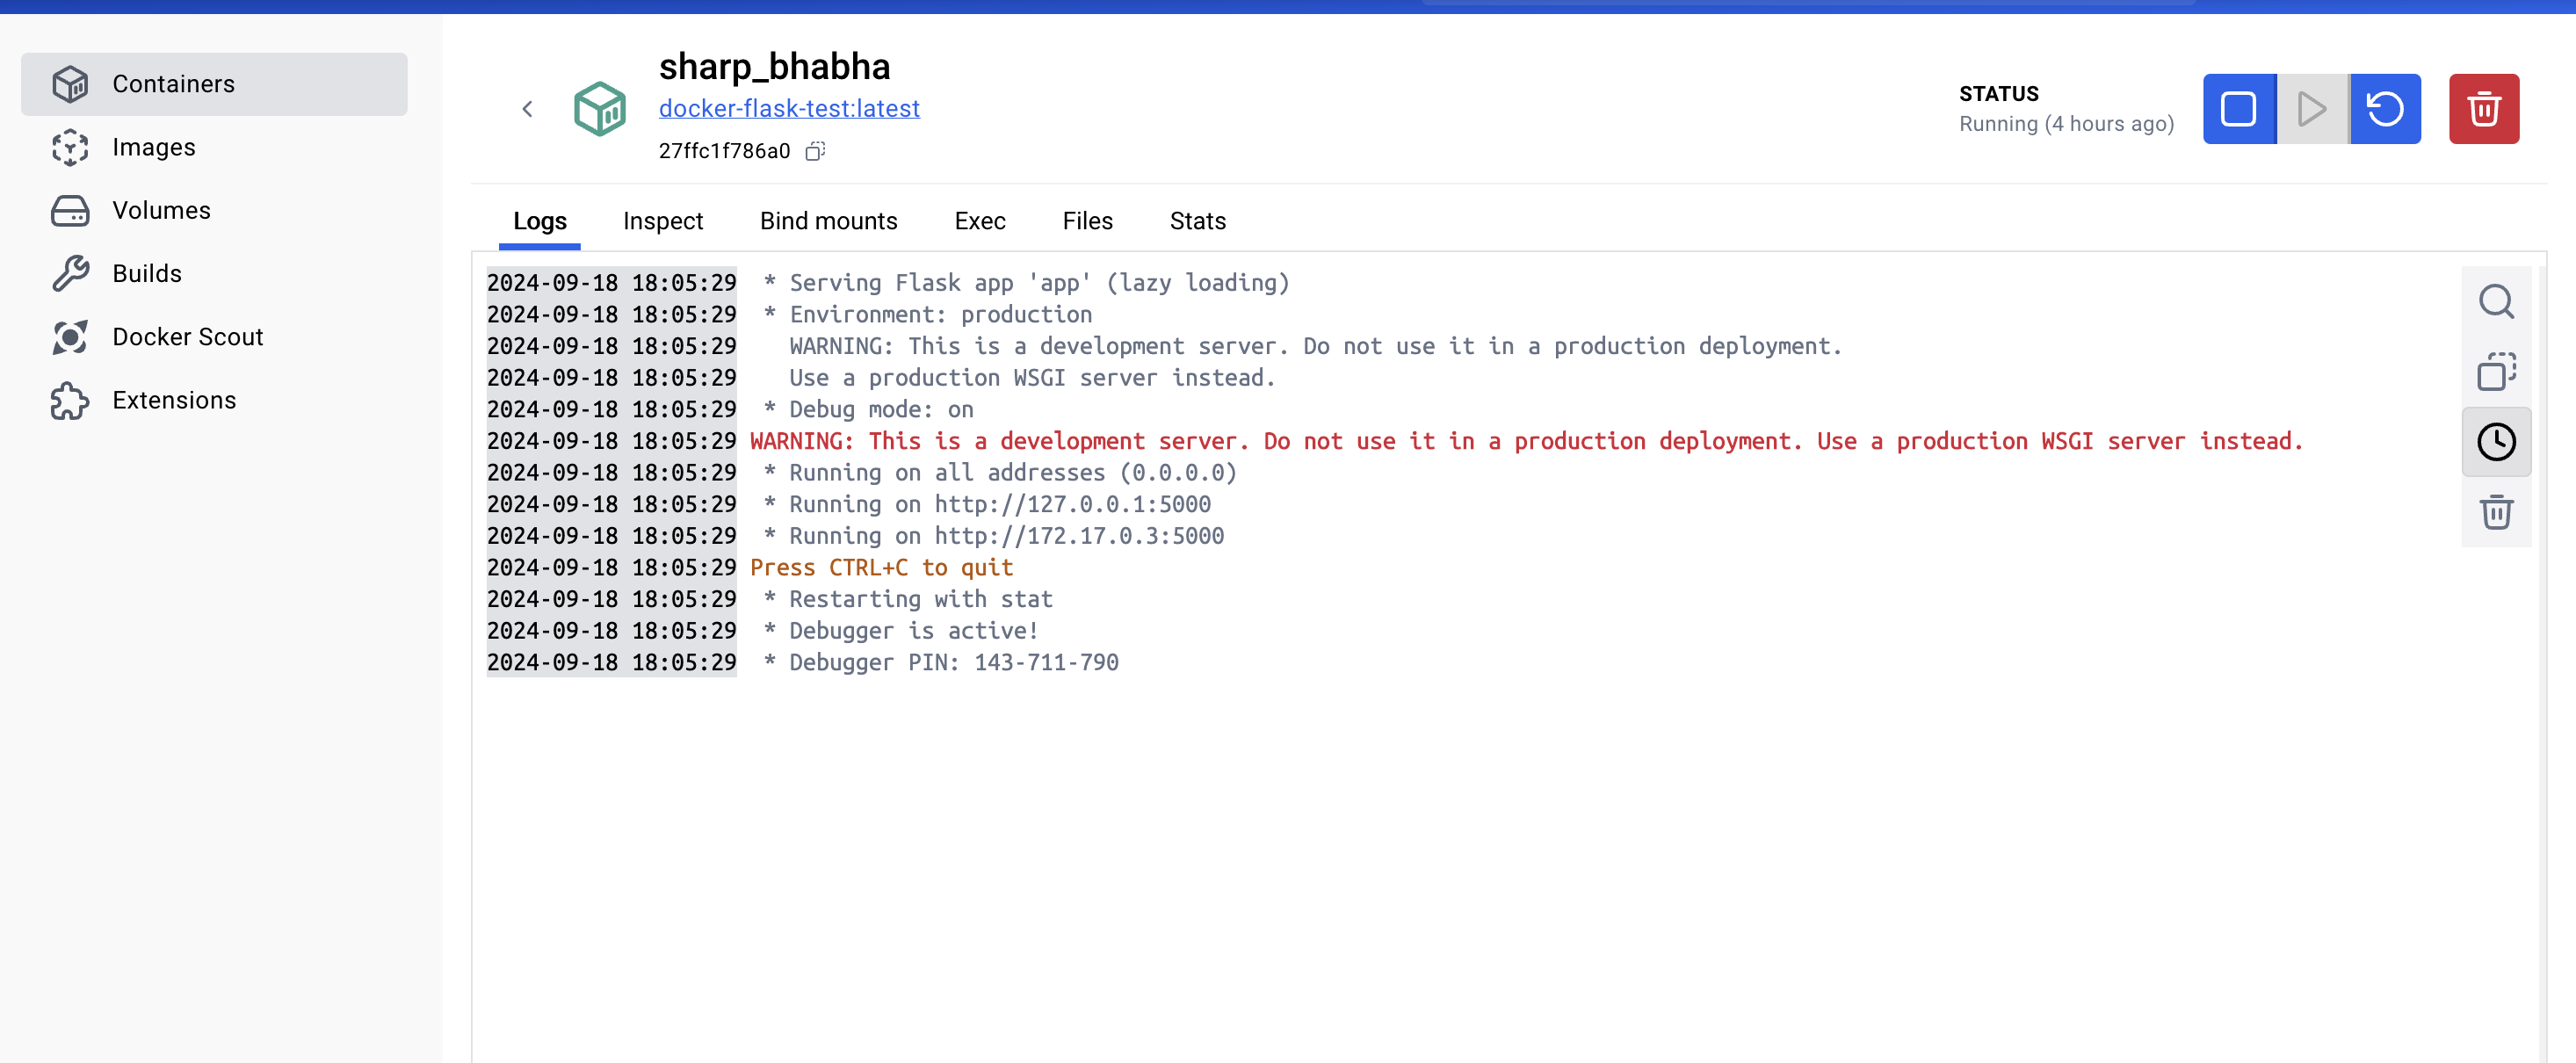 Containers
Images
Volumes
Builds
Docker Scout
Extensions
sharp_bhabha
docker-flask-test:latest
27ffc1f786a0
STATUS
Running (4 hours ago)
Logs Inspect Bind mounts Exec Files Stats
2024-09-18 18:05:29  * Serving Flask app 'app' (lazy loading)
2024-09-18 18:05:29  * Environment: production
2024-09-18 18:05:29    WARNING: This is a development server. Do not use it in a production deployment.
2024-09-18 18:05:29    Use a production WSGI server instead.
2024-09-18 18:05:29  * Debug mode: on
2024-09-18 18:05:29 WARNING: This is a development server. Do not use it in a production deployment. Use a production WSGI server instead.
2024-09-18 18:05:29  * Running on all addresses (0.0.0.0)
2024-09-18 18:05:29  * Running on http://127.0.0.1:5000
2024-09-18 18:05:29  * Running on http://172.17.0.3:5000
2024-09-18 18:05:29 Press CTRL+C to quit
2024-09-18 18:05:29  * Restarting with stat
2024-09-18 18:05:29  * Debugger is active!
2024-09-18 18:05:29  * Debugger PIN: 143-711-790